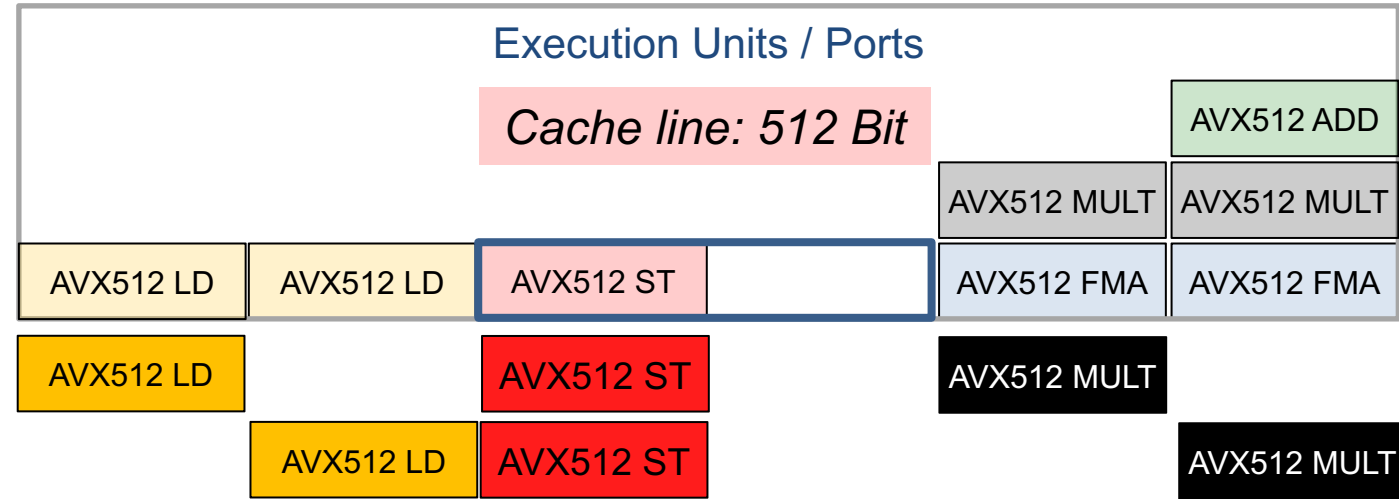 Execution Units / Ports
Cache line: 512 Bit
AVX512 ADD
AVX512 MULT AVX512 MULT
AVX512 LD AVX512 LD AVX512 ST AVX512 FMA AVX512 FMA
AVX512 LD AVX512 ST AVX512 MULT
AVX512 LD AVX512 ST AVX512 MULT